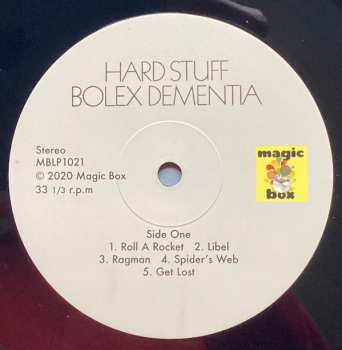 HARD STUFF
BOLEX DEMENTIA
Stereo
MBLP1021
© 2020 Magic Box
33 1/3 r.p.m
magic
box
Side One
1. Roll A Rocket 2. Libel
3. Ragman 4. Spider's Web
5. Get Lost